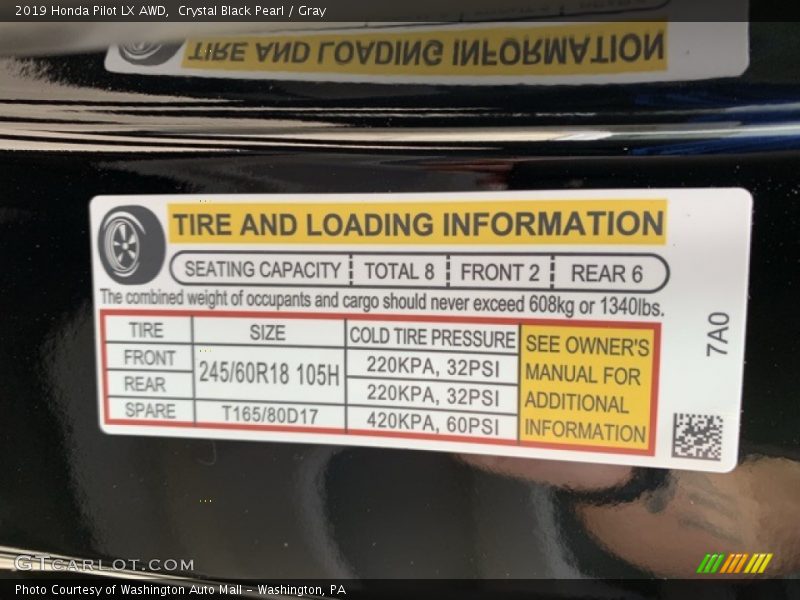 2019 Honda Pilot LX AWD,  Crystal Black Pearl / Gray
TIRE AND LOADING INFORMATION
TIRE AND LOADING INFORMATION
SEATING CAPACITY TOTAL 8 FRONT 2 REAR 6
The combined weight of occupants and cargo should never exceed 608kg or 1340lbs.
7A0
TIRE SIZE COLD TIRE PRESSURE
FRONT 245/60R18 105H 220KPA, 32PSI
REAR 220KPA, 32PSI
SPARE T165/80D17 420KPA, 60PSI
SEE OWNER'S
MANUAL FOR
ADDITIONAL
INFORMATION
GTCARLOT.COM
Photo Courtesy of Washington Auto Mall - Washington, PA